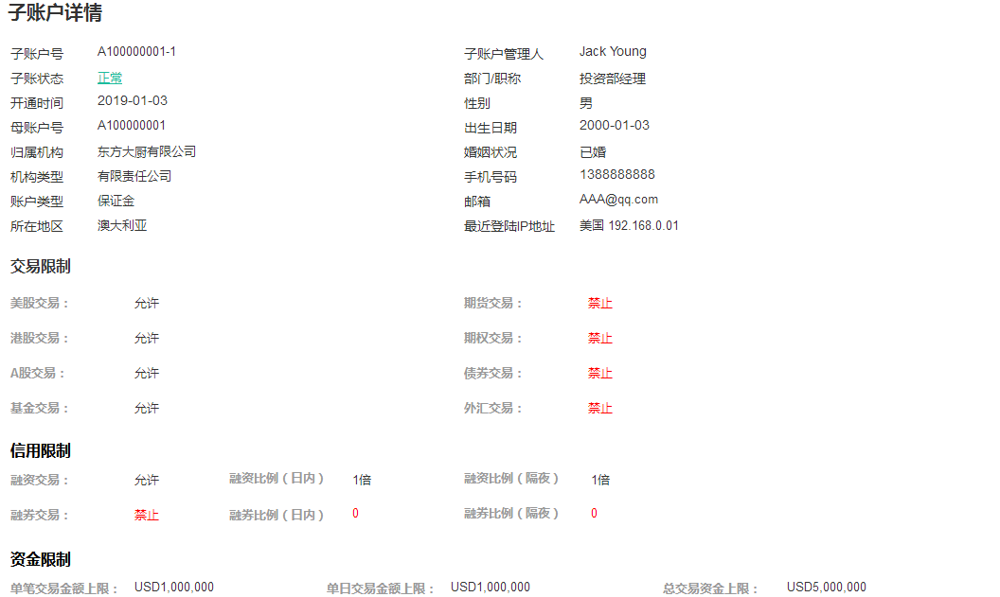 子账户详情
子账户号 A100000001-1 子账户管理人 Jack Young
子账状态 正常 部门/职称 投资部经理
开通时间 2019-01-03 性别 男
母账户号 A100000001 出生日期 2000-01-03
归属机构 东方大厨有限公司 婚姻状况 已婚
机构类型 有限责任公司 手机号码 1388888888
账户类型 保证金 邮箱 AAA@qq.com
所在地区 澳大利亚 最近登陆IP地址 美国 192.168.0.01
交易限制
美股交易： 允许 期货交易： 禁止
港股交易： 允许 期权交易： 禁止
A股交易： 允许 债券交易： 禁止
基金交易： 允许 外汇交易： 禁止
信用限制
融资交易： 允许 融资比例（日内） 1倍 融资比例（隔夜） 1倍
融券交易： 禁止 融券比例（日内） 0 融券比例（隔夜） 0
资金限制
单笔交易金额上限： USD1,000,000 单日交易金额上限： USD1,000,000 总交易资金上限： USD5,000,000